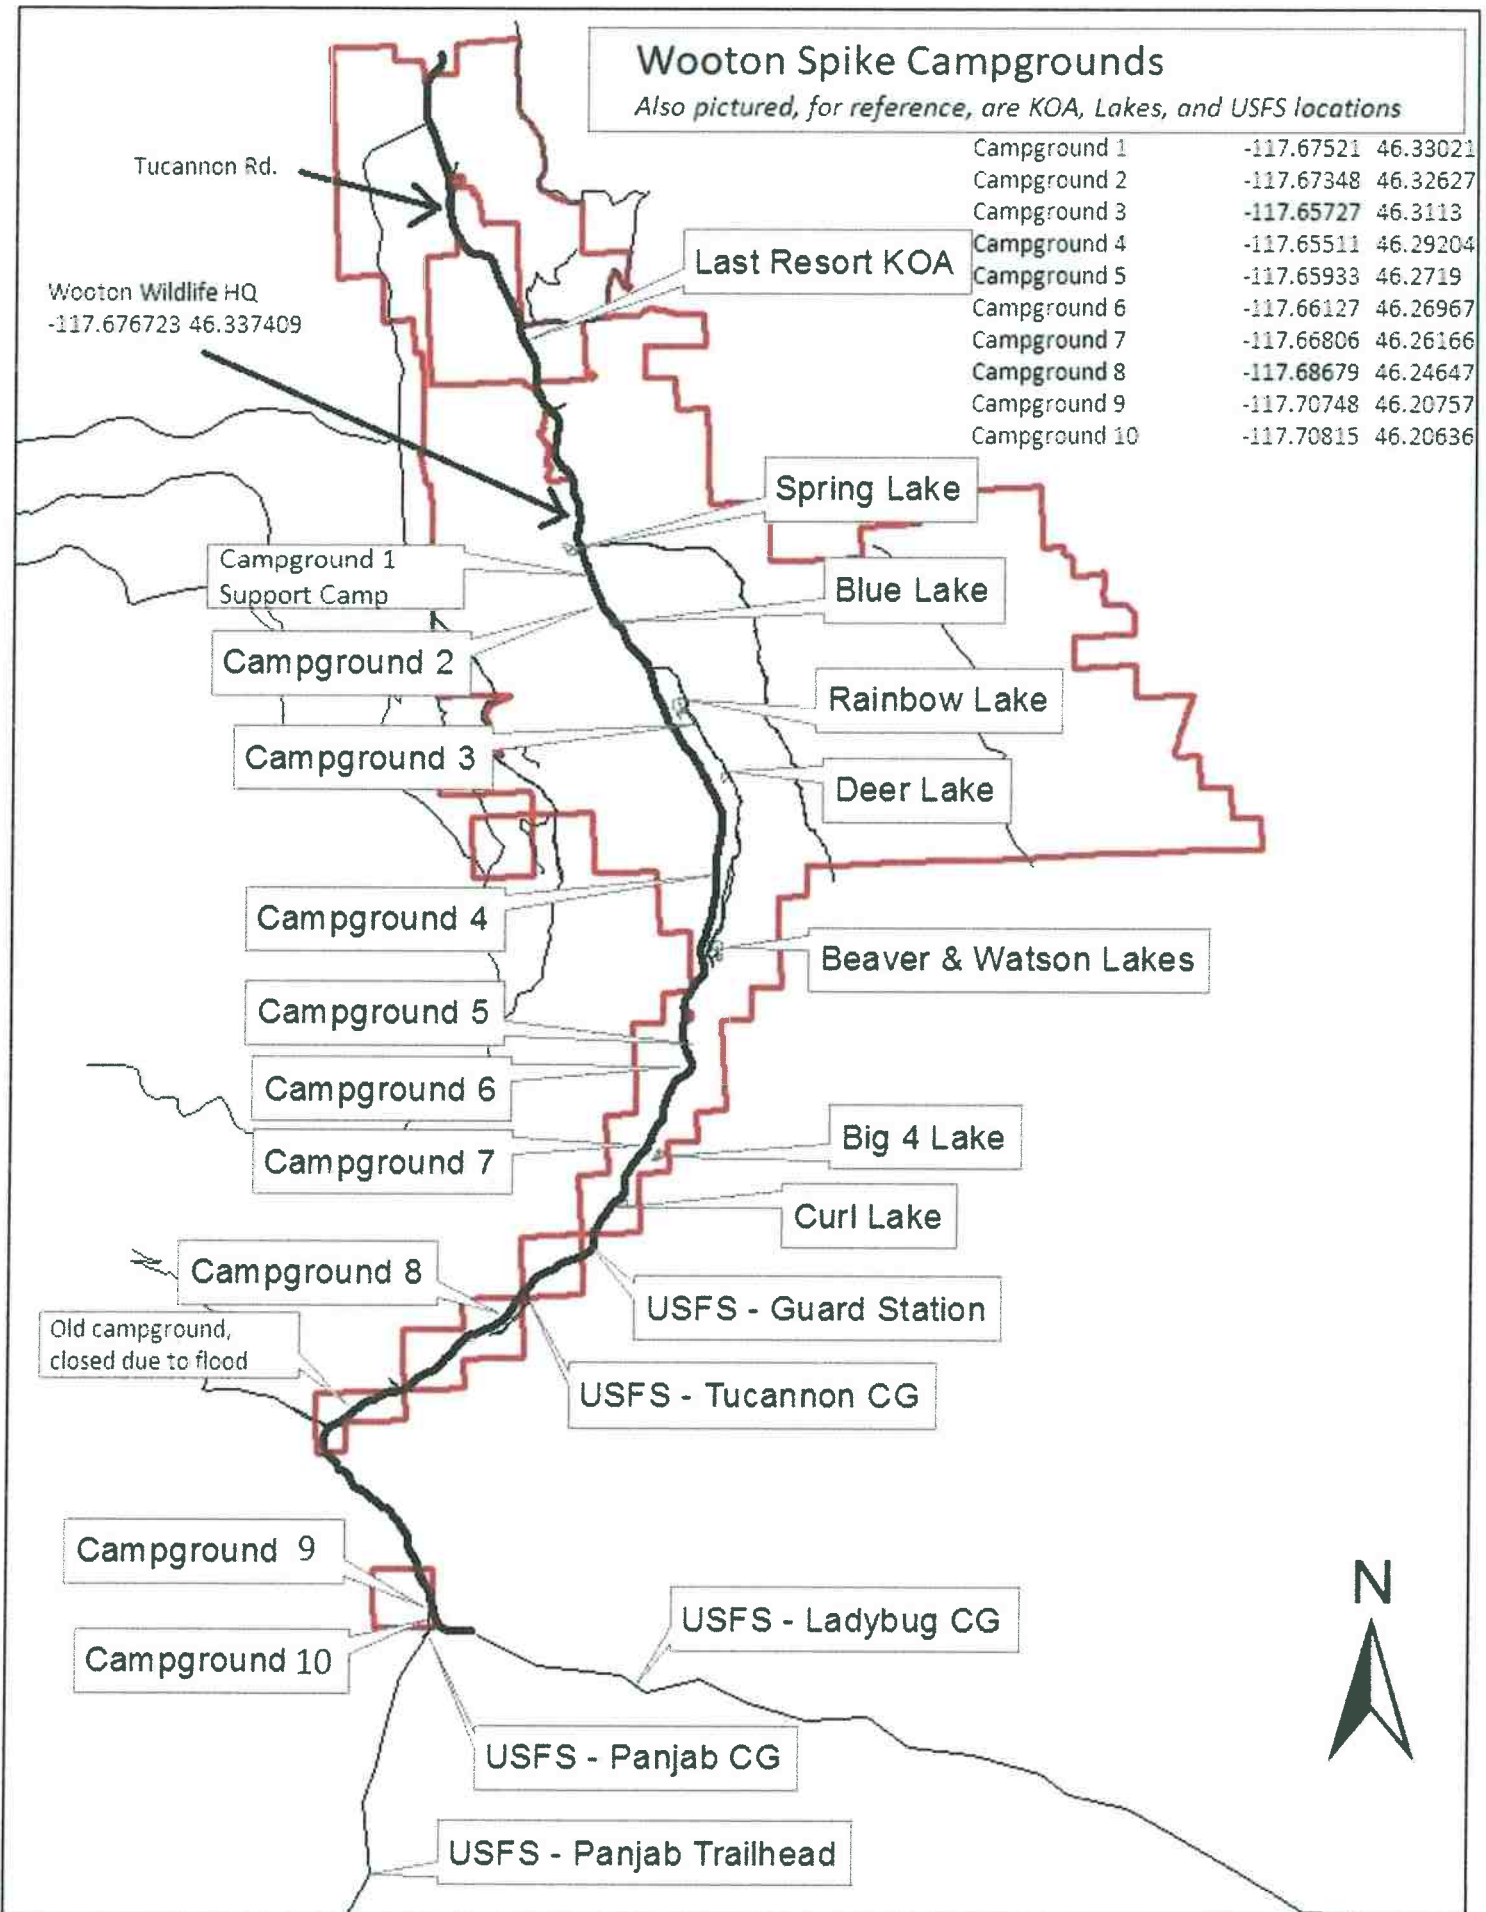 Wooton Spike Campgrounds
Also pictured, for reference, are KOA, Lakes, and USFS locations
Campground 1 -117.67521 46.33021
Campground 2 -117.67348 46.32627
Campground 3 -117.65727 46.3113
Campground 4 -117.65511 46.29204
Campground 5 -117.65933 46.2719
Campground 6 -117.66127 46.26967
Campground 7 -117.66806 46.26166
Campground 8 -117.68679 46.24647
Campground 9 -117.70748 46.20757
Campground 10 -117.70815 46.20636
Tucannon Rd.
Last Resort KOA
Wooton Wildlife HQ
-117.676723 46.337409
Spring Lake
Campground 1
Support Camp
Blue Lake
Campground 2
Rainbow Lake
Campground 3
Deer Lake
Campground 4
Beaver & Watson Lakes
Campground 5
Campground 6
Big 4 Lake
Campground 7
Curl Lake
Campground 8
USFS - Guard Station
Old campground,
closed due to flood
USFS - Tucannon CG
Campground 9
N
USFS - Ladybug CG
Campground 10
USFS - Panjab CG
USFS - Panjab Trailhead